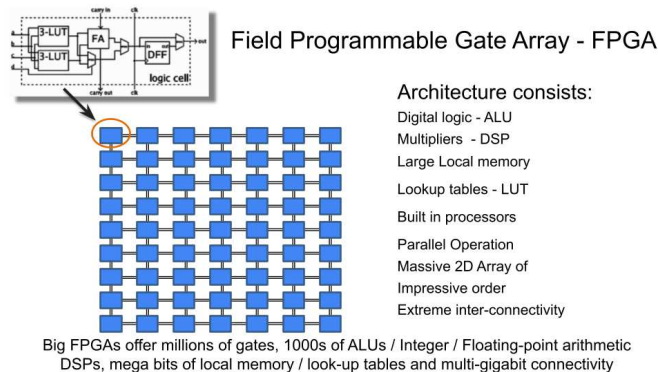 carry in
clk
Field Programmable Gate Array - FPGA
a
b
c
d
3-LUT
3-LUT
FA
in out
DFF
out
logic cell
carry out
clk
Architecture consists:
Digital logic - ALU
Multipliers - DSP
Large Local memory
Lookup tables - LUT
Built in processors
Parallel Operation
Massive 2D Array of
Impressive order
Extreme inter-connectivity
Big FPGAs offer millions of gates, 1000s of ALUs / Integer / Floating-point arithmetic
DSPs, mega bits of local memory / look-up tables and multi-gigabit connectivity